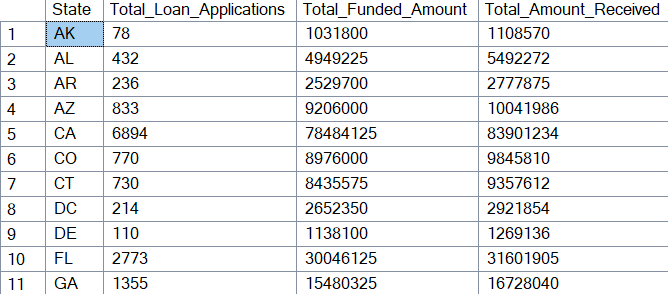 State Total_Loan_Applications Total_Funded_Amount Total_Amount_Received
1 AK 78 1031800 1108570
2 AL 432 4949225 5492272
3 AR 236 2529700 2777875
4 AZ 833 9206000 10041986
5 CA 6894 78484125 83901234
6 CO 770 8976000 9845810
7 CT 730 8435575 9357612
8 DC 214 2652350 2921854
9 DE 110 1138100 1269136
10 FL 2773 30046125 31601905
11 GA 1355 15480325 16728040